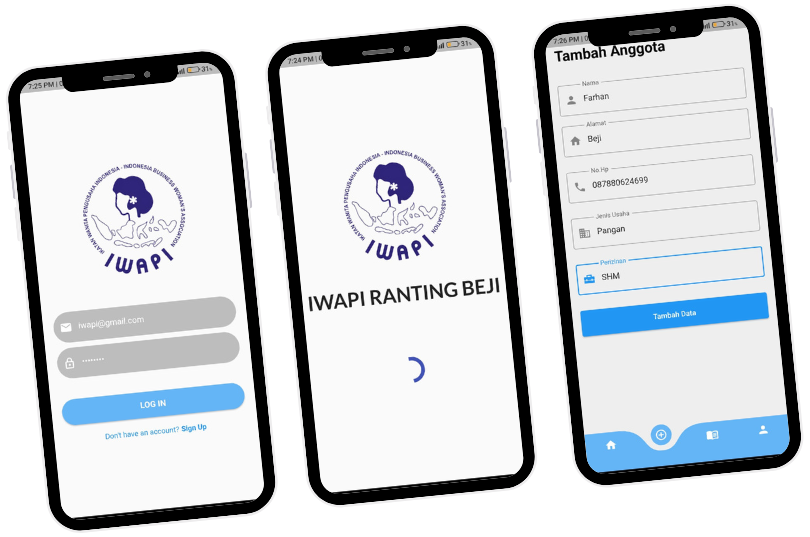 7:25 PM | 0
31%
IKATAN WANITA PENGUSAHA INDONESIA - INDONESIA BUSINESS WOMAN'S ASSOCIATION
IWAPI
iwapi@gmail.com
••••••••
LOG IN
Don't have an account? Sign Up
7:24 PM | 0
31%
IKATAN WANITA PENGUSAHA INDONESIA - INDONESIA BUSINESS WOMAN'S ASSOCIATION
IWAPI
IWAPI RANTING BEJI
7:26 PM | 0
31%
Tambah Anggota
Nama
Farhan
Alamat
Beji
No.Hp
087880624699
Jenis Usaha
Pangan
Perizinan
SHM
Tambah Data